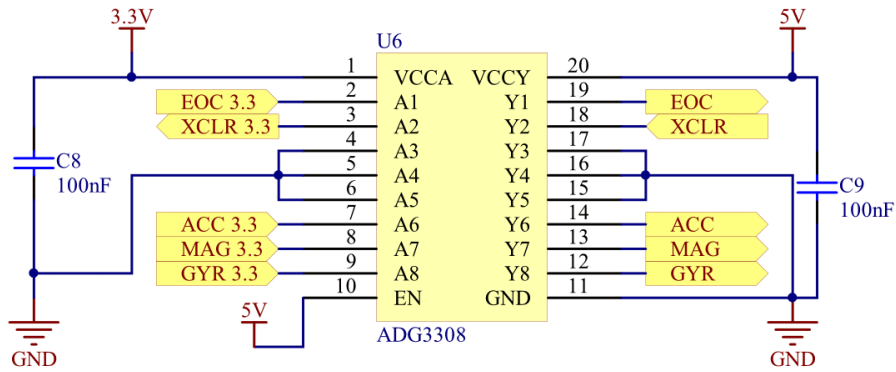 3.3V
5V
U6
1 VCCA VCCY 20
EOC 3.3 2 A1 Y1 19 EOC
XCLR 3.3 3 A2 Y2 18 XCLR
4 A3 Y3 17
5 A4 Y4 16
6 A5 Y5 15
C8
100nF
C9
100nF
ACC 3.3 7 A6 Y6 14 ACC
MAG 3.3 8 A7 Y7 13 MAG
GYR 3.3 9 A8 Y8 12 GYR
10 EN GND 11
5V
ADG3308
GND
GND